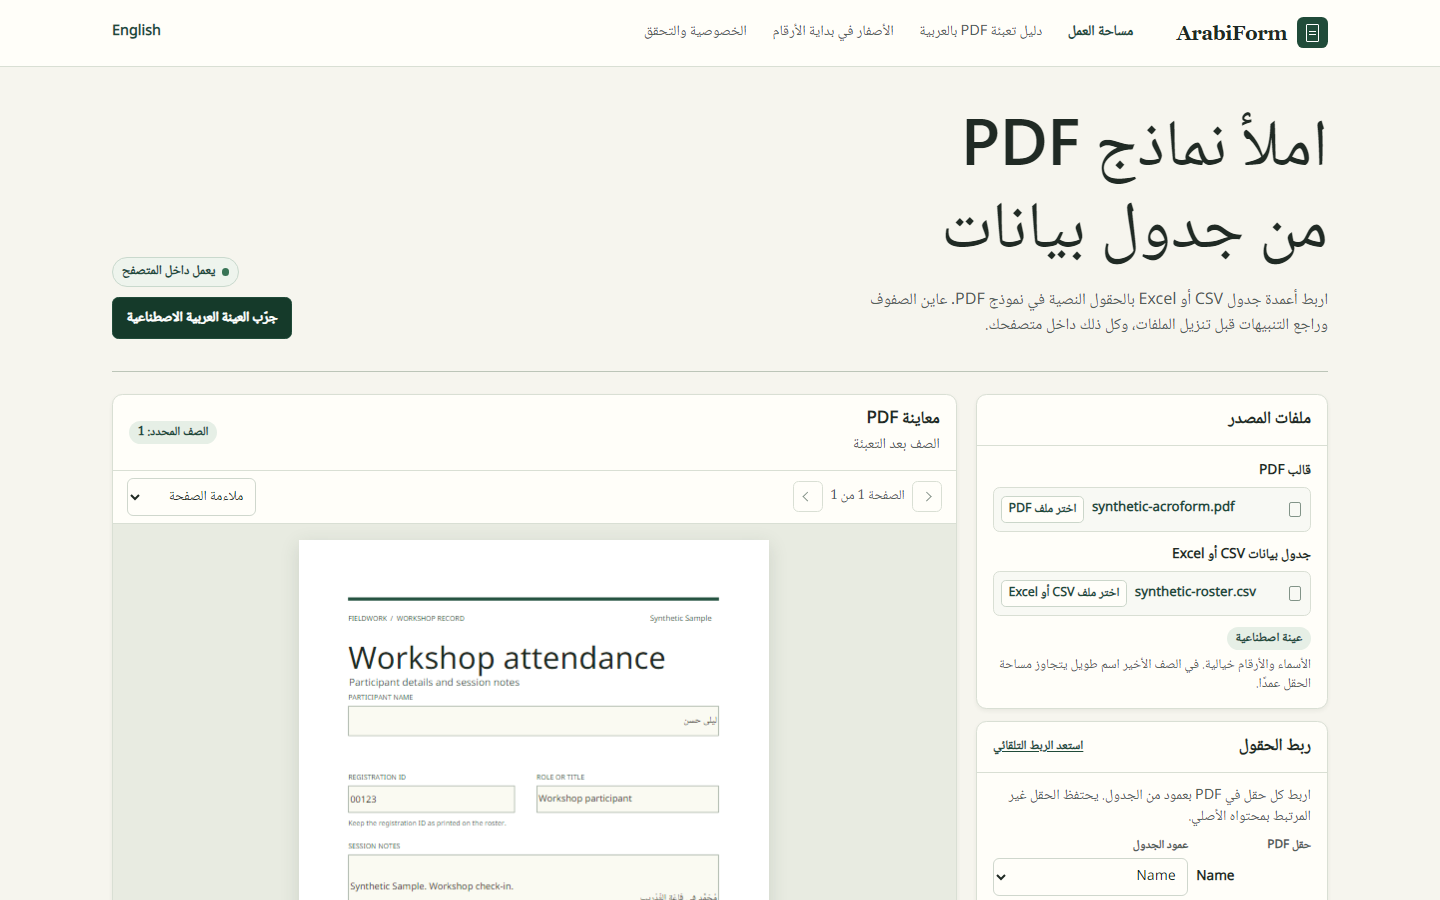 ArabiForm
مساحة العمل
دليل تعبئة PDF بالعربية
الأصفار في بداية الأرقام
الخصوصية والتحقق
English
املأ نماذج PDF
من جدول بيانات
اربط أعمدة جدول CSV أو Excel بالحقول النصية في نموذج PDF. عاين الصفوف
وراجع التنبيهات قبل تنزيل الملفات، وكل ذلك داخل متصفحك.
يعمل داخل المتصفح
جرّب العينة العربية الاصطناعية
ملفات المصدر
قالب PDF
synthetic-acroform.pdf
اختر ملف PDF
جدول بيانات CSV أو Excel
synthetic-roster.csv
اختر ملف CSV أو Excel
عينة اصطناعية
الأسماء والأرقام خيالية. في الصف الأخير اسم طويل يتجاوز مساحة
الحقل عمدًا.
ربط الحقول
استعد الربط التلقائي
اربط كل حقل في PDF بعمود من الجدول. يحتفظ الحقل غير
المرتبط بمحتواه الأصلي.
حقل PDF
عمود الجدول
Name
Name
معاينة PDF
الصف بعد التعبئة
الصف المحدد: 1
الصفحة 1 من 1
ملاءمة الصفحة
FIELDWORK / WORKSHOP RECORD
Synthetic Sample
Workshop attendance
Participant details and session notes
PARTICIPANT NAME
ليلى حسن
REGISTRATION ID
ROLE OR TITLE
00123
Workshop participant
Keep the registration ID as printed on the roster.
SESSION NOTES
Synthetic Sample. Workshop check-in.